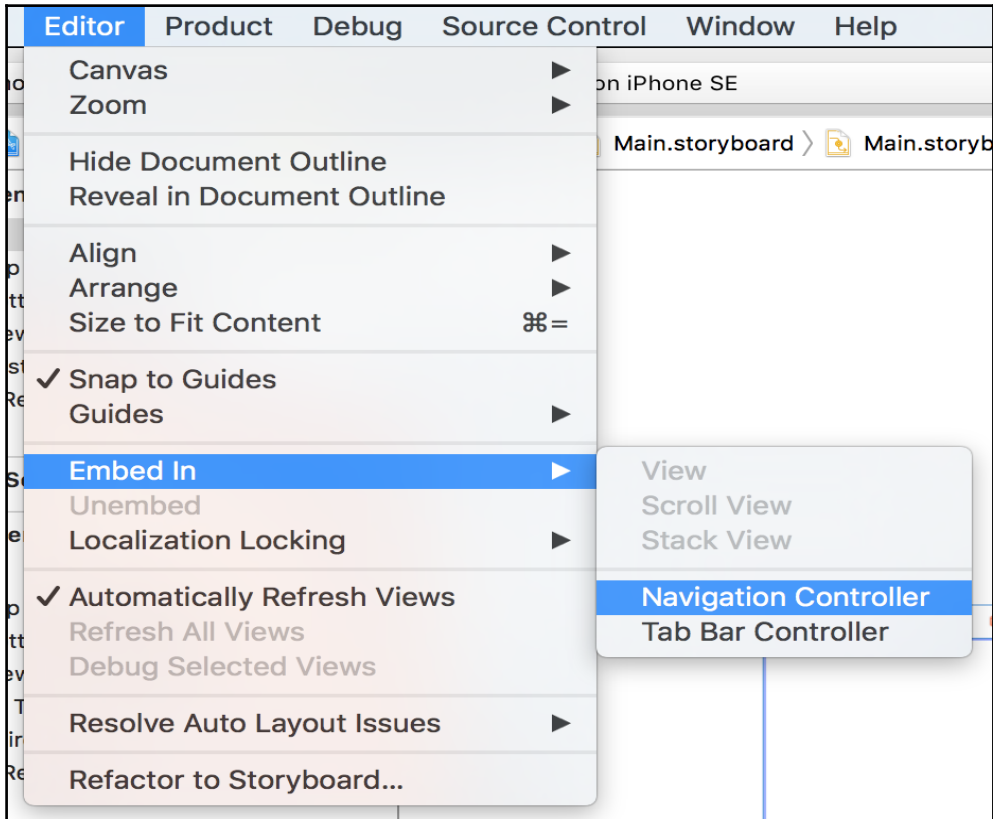 Editor Product Debug Source Control Window Help
Canvas
on iPhone SE
Zoom
Main.storyboard Main.storyb
Hide Document Outline
Reveal in Document Outline
Align
Arrange
Size to Fit Content ⌘=
✓ Snap to Guides
Guides
Embed In
View
Unembed
Scroll View
Localization Locking
Stack View
✓ Automatically Refresh Views
Navigation Controller
Refresh All Views
Tab Bar Controller
Debug Selected Views
Resolve Auto Layout Issues
Refactor to Storyboard...